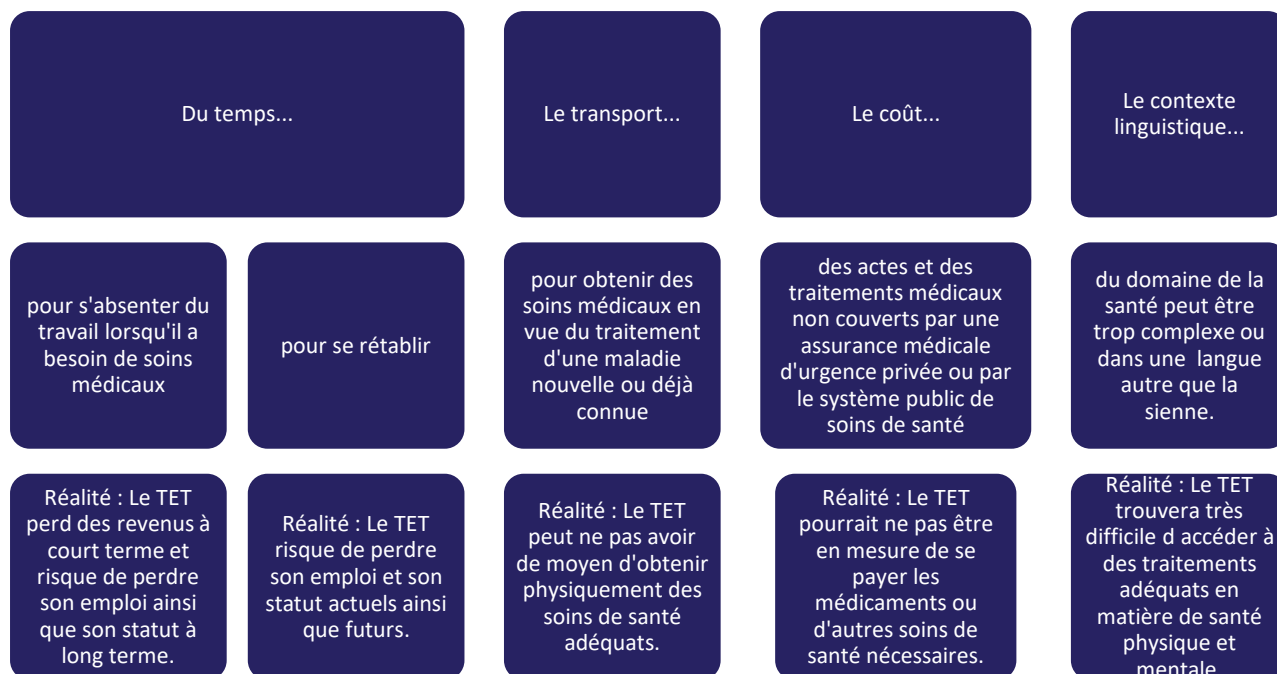 Du temps...
Le transport...
Le coût...
Le contexte
linguistique...
pour s'absenter du
travail lorsqu'il a
besoin de soins
médicaux
pour se rétablir
pour obtenir des
soins médicaux en
vue du traitement
d'une maladie
nouvelle ou déjà
connue
des actes et des
traitements médicaux
non couverts par une
assurance médicale
d'urgence privée ou par
le système public de
soins de santé
du domaine de la
santé peut être
trop complexe ou
dans une  langue
autre que la
sienne.
Réalité : Le TET
perd des revenus à
court terme et
risque de perdre
son emploi ainsi
que son statut à
long terme.
Réalité : Le TET
risque de perdre
son emploi et son
statut actuels ainsi
que futurs.
Réalité : Le TET
peut ne pas avoir
de moyen d'obtenir
physiquement des
soins de santé
adéquats.
Réalité : Le TET
pourrait ne pas être
en mesure de se
payer les
médicaments ou
d'autres soins de
santé nécessaires.
Réalité : Le TET
trouvera très
difficile d accéder à
des traitements
adéquats en
matière de santé
physique et
mentale